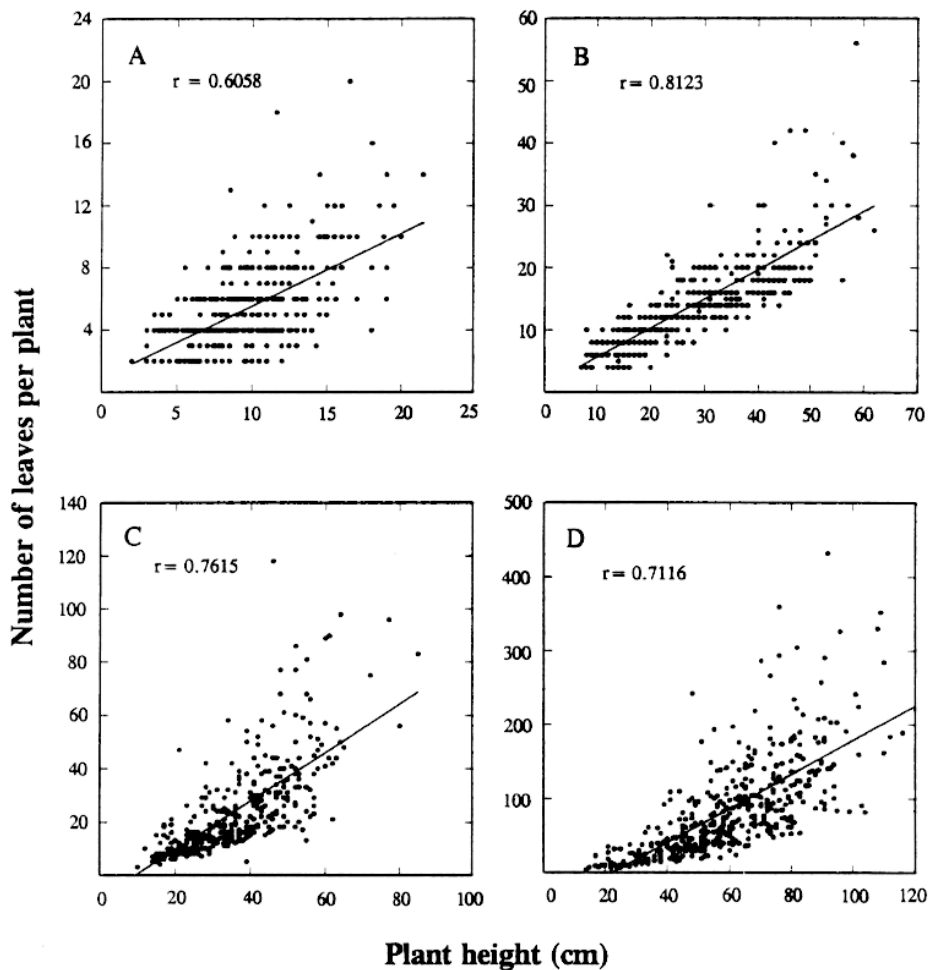 Number of leaves per plant
A
r = 0.6058
24
20
16
12
8
4
0 5 10 15 20 25
B
r = 0.8123
60
50
40
30
20
10
0 10 20 30 40 50 60 70
C
r = 0.7615
140
120
100
80
60
40
20
0 20 40 60 80 100
D
r = 0.7116
500
400
300
200
100
0 20 40 60 80 100 120
Plant height (cm)